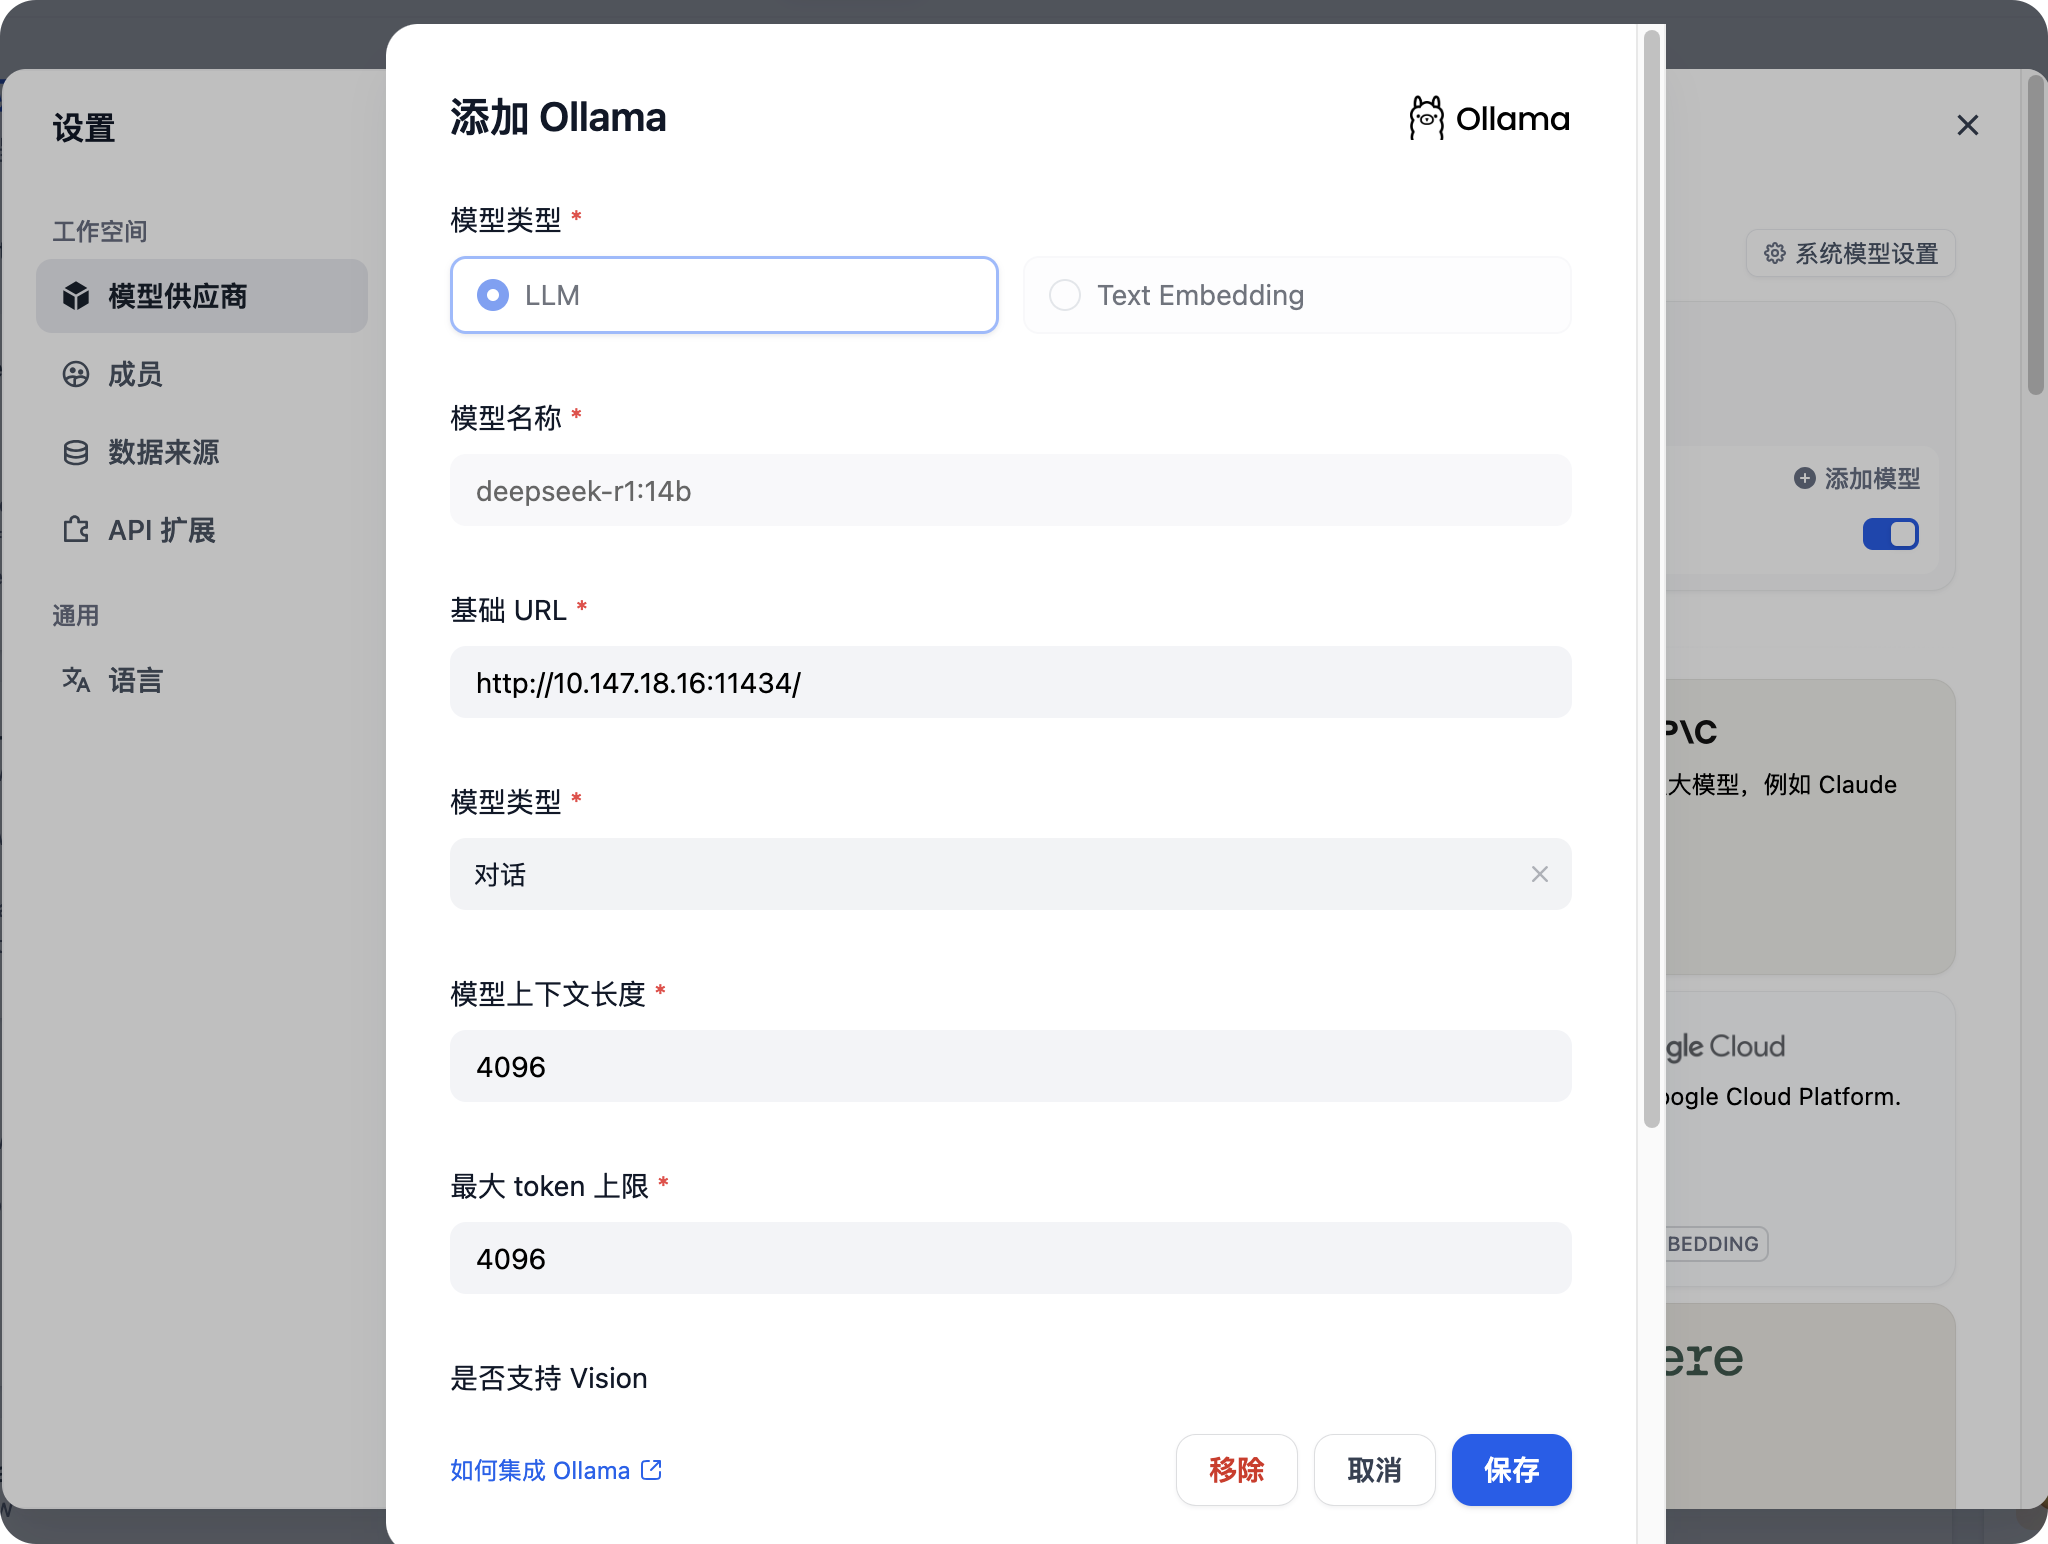 设置
工作空间
模型供应商
成员
数据来源
API 扩展
通用
语言
添加 Ollama
Ollama
模型类型 *
LLM
Text Embedding
模型名称 *
deepseek-r1:14b
基础 URL *
http://10.147.18.16:11434/
模型类型 *
对话
模型上下文长度 *
4096
最大 token 上限 *
4096
是否支持 Vision
如何集成 Ollama
移除
取消
保存
系统模型设置
添加模型
P\C
大模型，例如 Claude
gle Cloud
oogle Cloud Platform.
BEDDING
ere